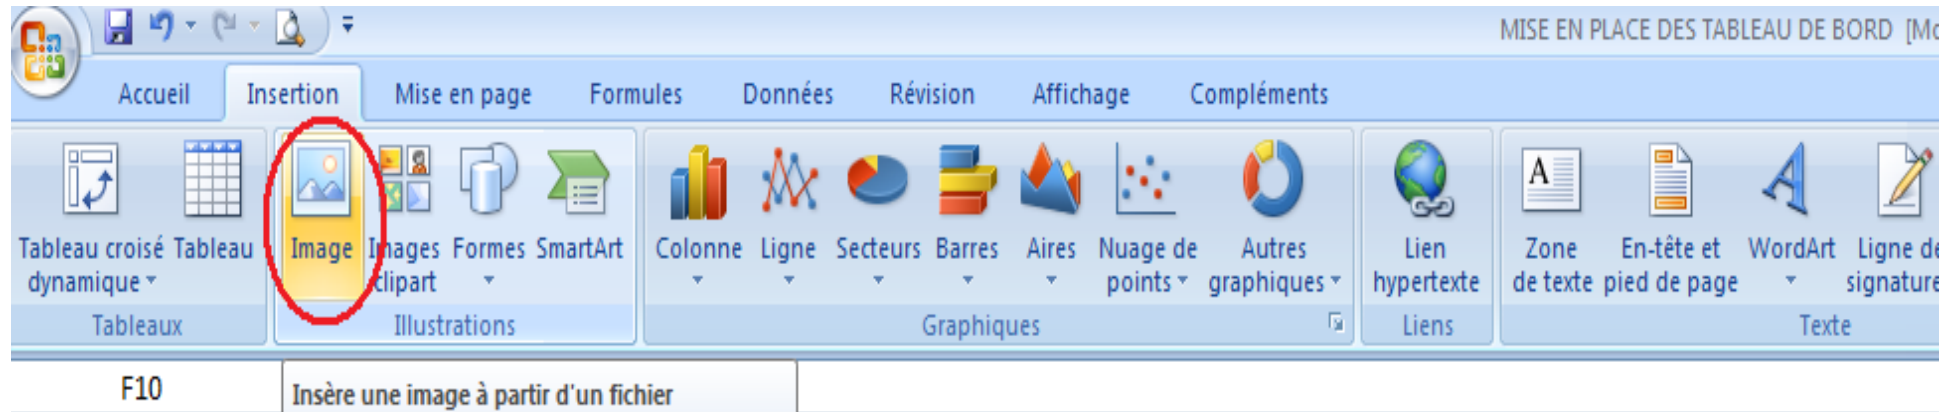 MISE EN PLACE DES TABLEAU DE BORD [Mo
Accueil Insertion Mise en page Formules Données Révision Affichage Compléments
Tableau croisé dynamique
Tableau
Image
Images clipart
Formes
SmartArt
Colonne
Ligne
Secteurs
Barres
Aires
Nuage de points
Autres graphiques
Lien hypertexte
A
Zone de texte
En-tête et pied de page
WordArt
Ligne de signature
Tableaux Illustrations Graphiques Liens Texte
F10
Insère une image à partir d'un fichier